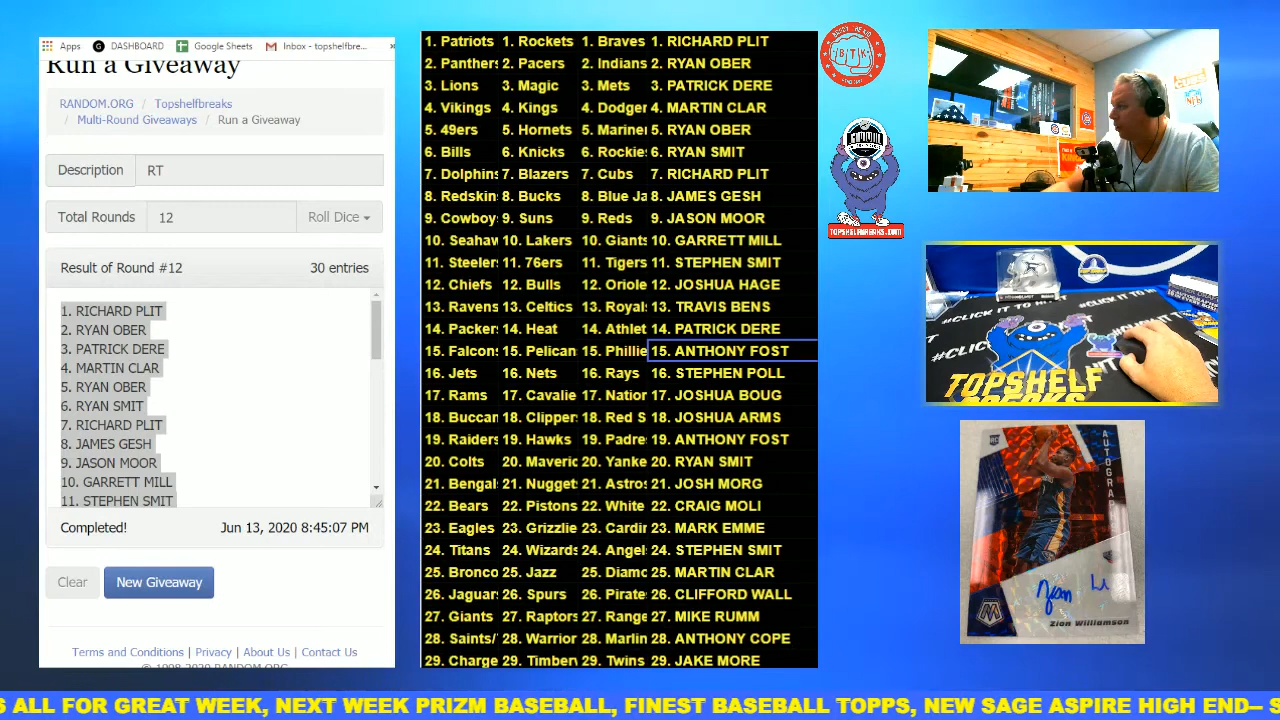 Apps DASHBOARD Google Sheets Inbox - topshelfbre...
Run a Giveaway
RANDOM.ORG / Topshelfbreaks
/ Multi-Round Giveaways / Run a Giveaway
Description RT
Total Rounds 12 Roll Dice
Result of Round #12 30 entries
1. RICHARD PLIT
2. RYAN OBER
3. PATRICK DERE
4. MARTIN CLAR
5. RYAN OBER
6. RYAN SMIT
7. RICHARD PLIT
8. JAMES GESH
9. JASON MOOR
10. GARRETT MILL
11. STEPHEN SMIT
Completed! Jun 13, 2020 8:45:07 PM
Clear New Giveaway
Terms and Conditions | Privacy | About Us | Contact Us
© 1998-2020 RANDOM.ORG
1. Patriots 1. Rockets 1. Braves 1. RICHARD PLIT
2. Panther 2. Pacers 2. Indians 2. RYAN OBER
3. Lions 3. Magic 3. Mets 3. PATRICK DERE
4. Vikings 4. Kings 4. Dodger 4. MARTIN CLAR
5. 49ers 5. Hornets 5. Mariner 5. RYAN OBER
6. Bills 6. Knicks 6. Rockie 6. RYAN SMIT
7. Dolphin 7. Blazers 7. Cubs 7. RICHARD PLIT
8. Redskin 8. Bucks 8. Blue Ja 8. JAMES GESH
9. Cowboy 9. Suns 9. Reds 9. JASON MOOR
10. Seahaw 10. Lakers 10. Giants 10. GARRETT MILL
11. Steeler 11. 76ers 11. Tigers 11. STEPHEN SMIT
12. Chiefs 12. Bulls 12. Oriole 12. JOSHUA HAGE
13. Ravens 13. Celtics 13. Royal 13. TRAVIS BENS
14. Packer 14. Heat 14. Athlet 14. PATRICK DERE
15. Falcon 15. Pelican 15. Phillie 15. ANTHONY FOST
16. Jets 16. Nets 16. Rays 16. STEPHEN POLL
17. Rams 17. Cavalie 17. Nation 17. JOSHUA BOUG
18. Buccan 18. Clipper 18. Red S 18. JOSHUA ARMS
19. Raiders 19. Hawks 19. Padre 19. ANTHONY FOST
20. Colts 20. Maveric 20. Yanke 20. RYAN SMIT
21. Bengal 21. Nugget 21. Astro 21. JOSH MORG
22. Bears 22. Pistons 22. White 22. CRAIG MOLI
23. Eagles 23. Grizzlie 23. Cardin 23. MARK EMME
24. Titans 24. Wizards 24. Angel 24. STEPHEN SMIT
25. Bronco 25. Jazz 25. Diamo 25. MARTIN CLAR
26. Jaguar 26. Spurs 26. Pirate 26. CLIFFORD WALL
27. Giants 27. Raptor 27. Range 27. MIKE RUMM
28. Saints/ 28. Warrior 28. Marlin 28. ANTHONY COPE
29. Charge 29. Timber 29. Twins 29. JAKE MORE
BTK
TOPSHELFBREAKS.COM
#CLICK
TOPSHELF
BREAKS
RC
AUTOGRAP
Zion Williamson
S ALL FOR GREAT WEEK, NEXT WEEK PRIZM BASEBALL, FINEST BASEBALL TOPPS, NEW SAGE ASPIRE HIGH END-- S